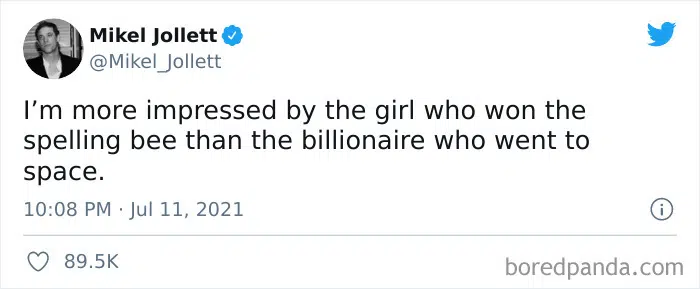 Mikel Jollett
@Mikel_Jollett
I’m more impressed by the girl who won the
spelling bee than the billionaire who went to
space.
10:08 PM · Jul 11, 2021
89.5K
boredpanda.com